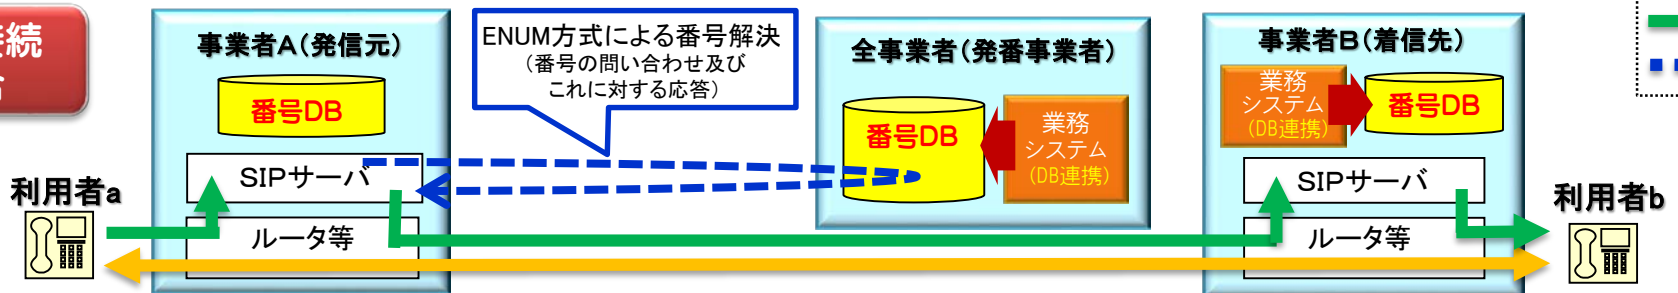 続
事業者A(発信元)
番号DB
SIPサーバ
ルータ等
利用者a
ENUM方式による番号解決
(番号の問い合わせ及び
これに対する応答)
全事業者(発番事業者)
番号DB
業務
システム
(DB連携)
事業者B(着信先)
業務
システム
(DB連携)
番号DB
SIPサーバ
ルータ等
利用者b